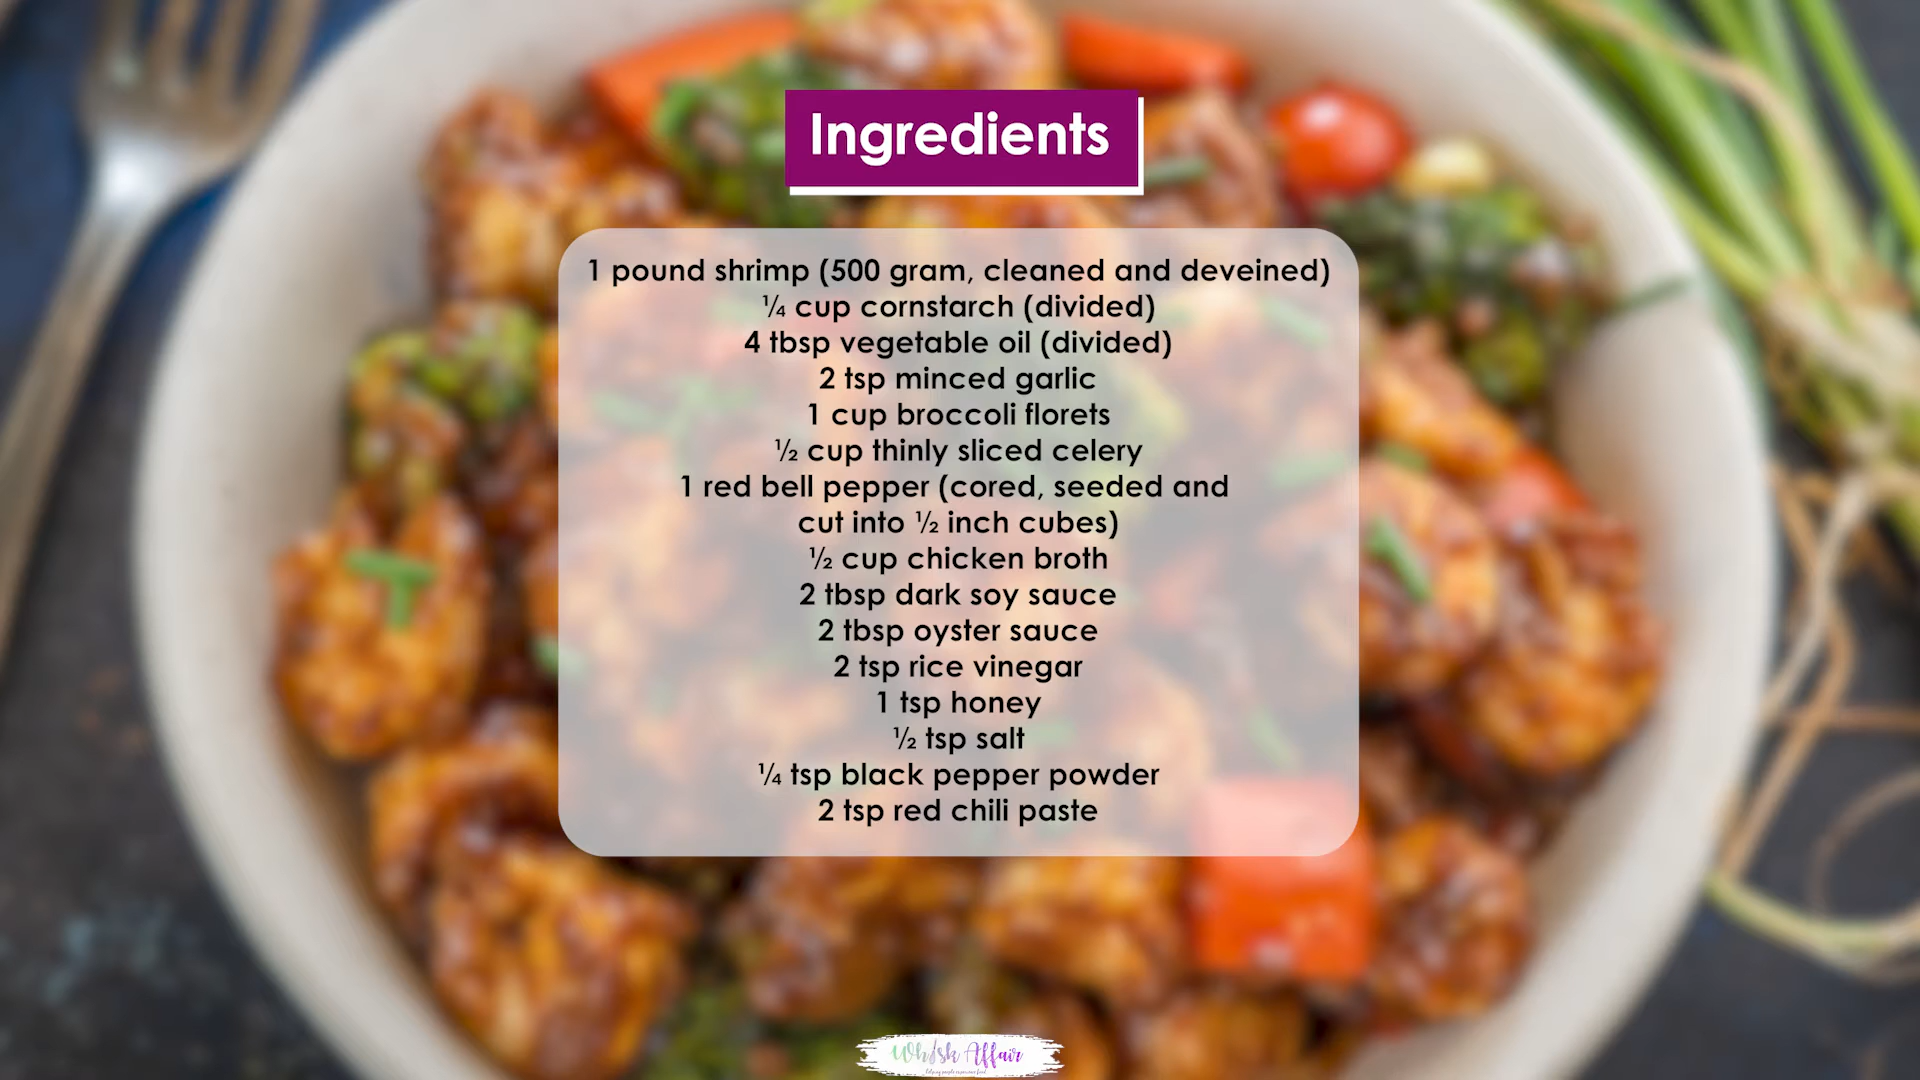 Ingredients
1 pound shrimp (500 gram, cleaned and deveined)
¼ cup cornstarch (divided)
4 tbsp vegetable oil (divided)
2 tsp minced garlic
1 cup broccoli florets
½ cup thinly sliced celery
1 red bell pepper (cored, seeded and
cut into ½ inch cubes)
½ cup chicken broth
2 tbsp dark soy sauce
2 tbsp oyster sauce
2 tsp rice vinegar
1 tsp honey
½ tsp salt
¼ tsp black pepper powder
2 tsp red chili paste
Whisk Affair